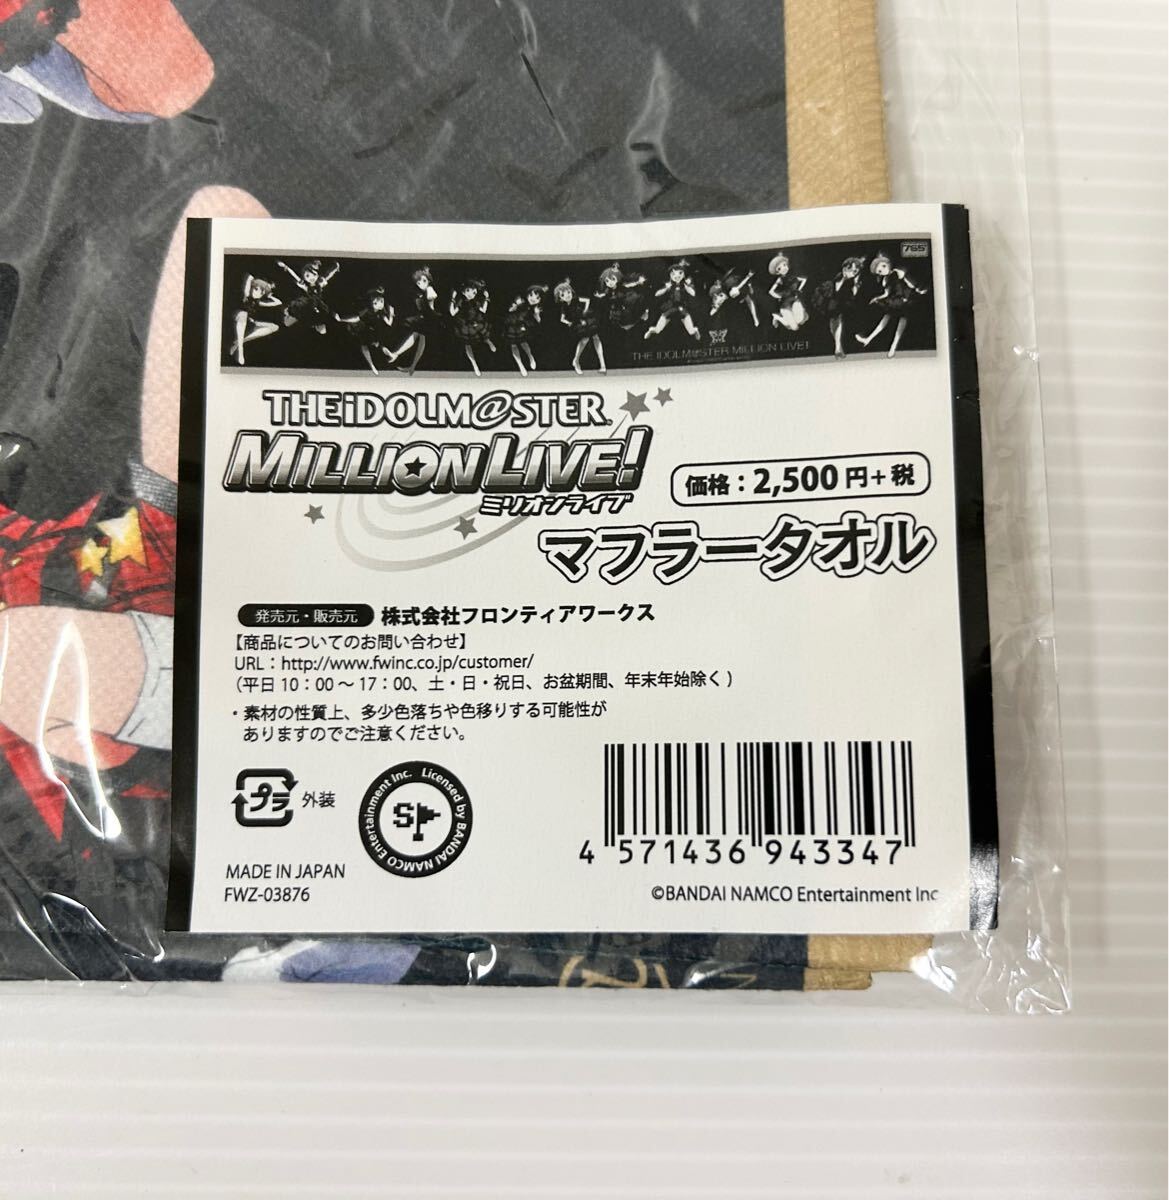 765
THE IDOLM@STER MILLION LIVE!
THE iDOLM@STER
MILLION LIVE!
ミリオンライブ
価格：2,500円＋税
マフラータオル
発売元・販売元 株式会社フロンティアワークス
【商品についてのお問い合わせ】
URL：http://www.fwinc.co.jp/customer/
（平日10：00～17：00、土・日・祝日、お盆期間、年末年始除く）
・素材の性質上、多少色落ちや色移りする可能性が
ありますのでご注意ください。
プラ 外装
Licensed by BANDAI NAMCO Entertainment Inc.
MADE IN JAPAN
FWZ-03876
4 571436 943347
©BANDAI NAMCO Entertainment Inc.